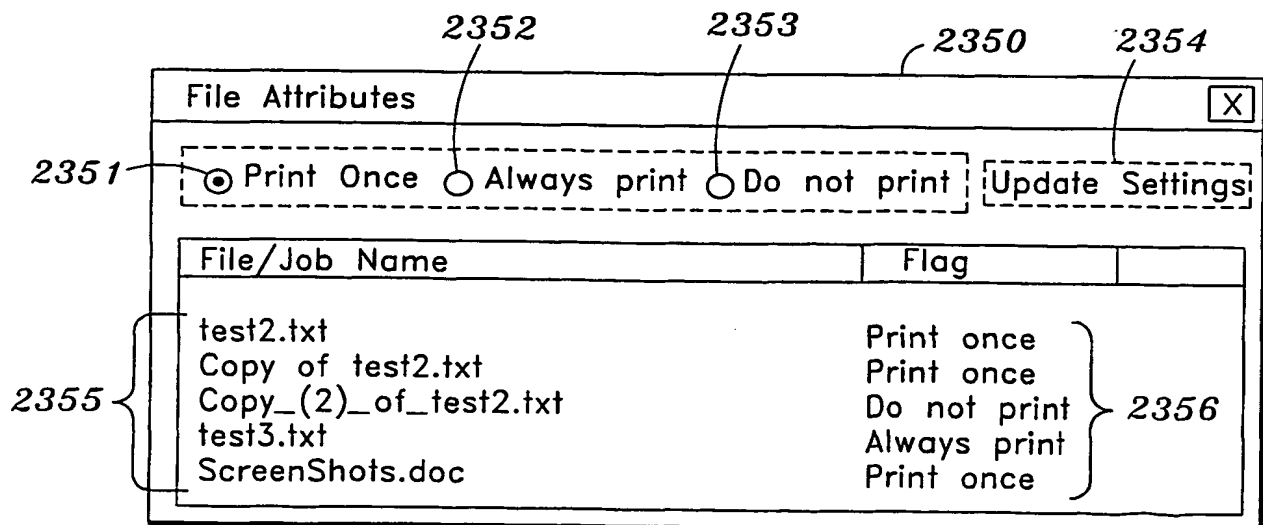 2352 2353 2350 2354
File Attributes X
2351 Print Once Always print Do not print Update Settings
File/Job Name Flag
test2.txt Print once
Copy of test2.txt Print once
2355 Copy_(2)_of_test2.txt Do not print 2356
test3.txt Always print
ScreenShots.doc Print once